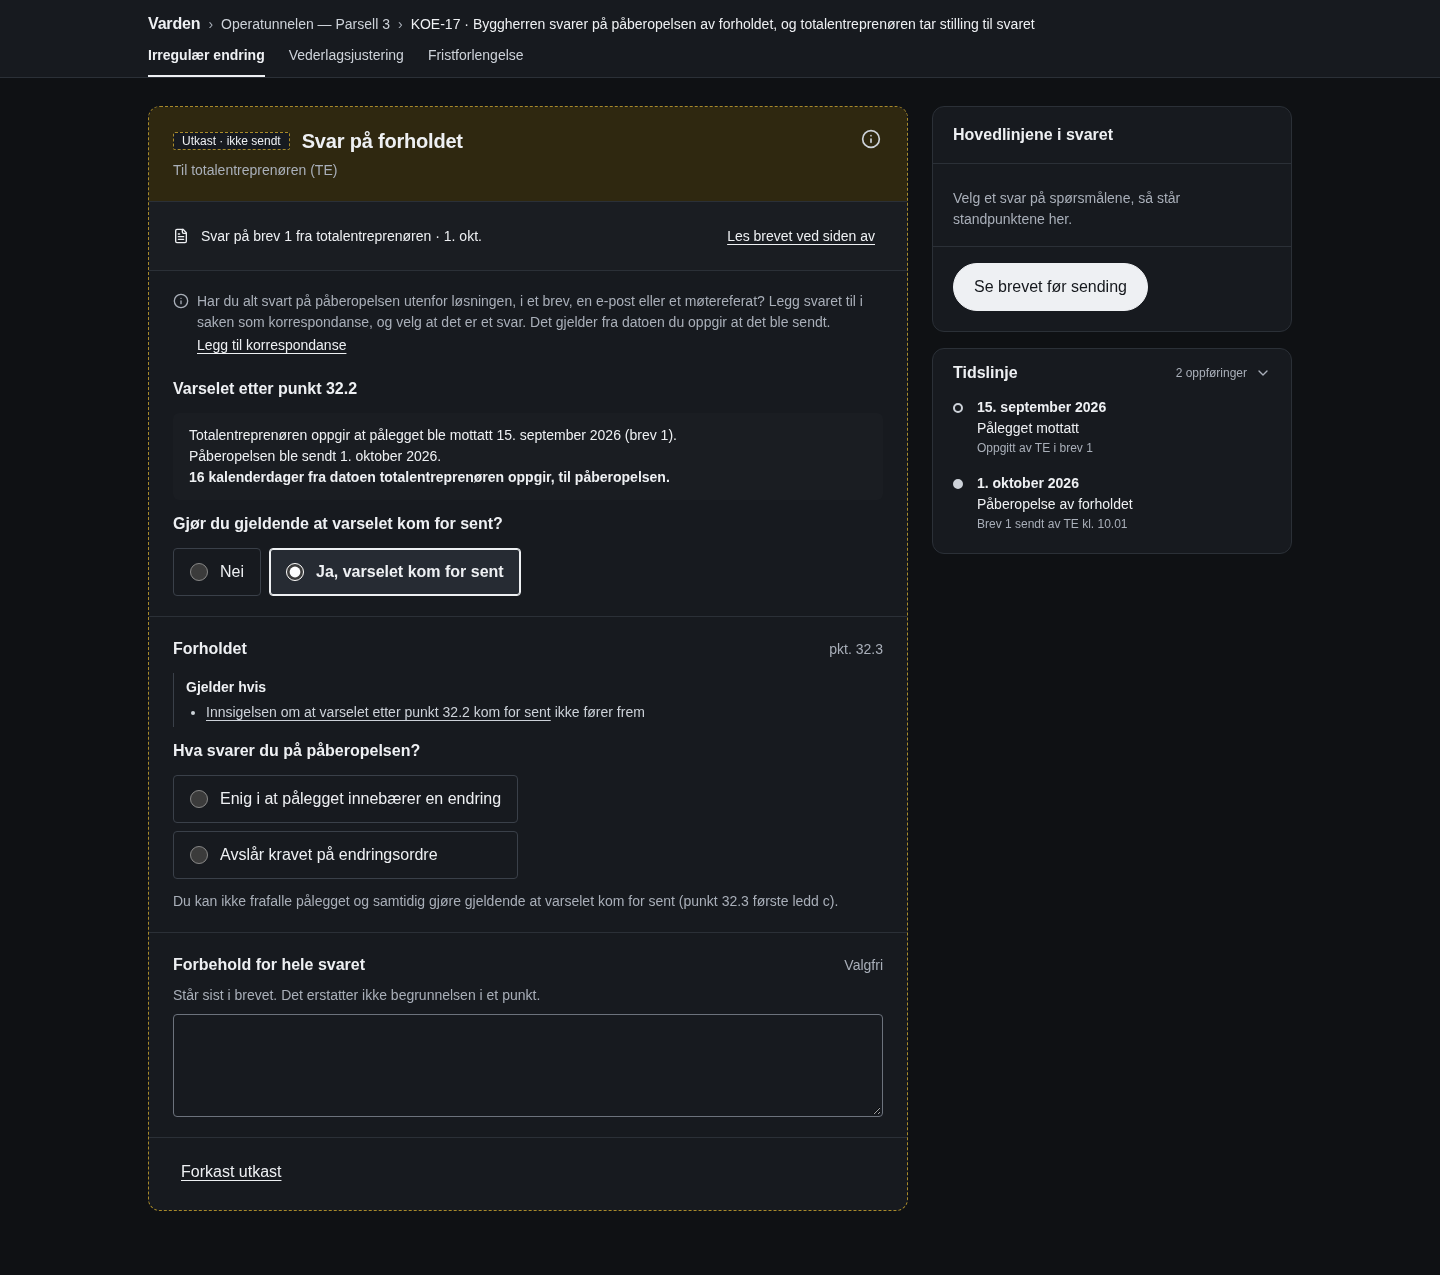 Varden › Operatunnelen — Parsell 3 › KOE-17 · Byggherren svarer på påberopelsen av forholdet, og totalentreprenøren tar stilling til svaret
Irregulær endring Vederlagsjustering Fristforlengelse
Utkast · ikke sendt Svar på forholdet
Til totalentreprenøren (TE)
Svar på brev 1 fra totalentreprenøren · 1. okt. Les brevet ved siden av
Har du alt svart på påberopelsen utenfor løsningen, i et brev, en e-post eller et møtereferat? Legg svaret til i
saken som korrespondanse, og velg at det er et svar. Det gjelder fra datoen du oppgir at det ble sendt.
Legg til korrespondanse
Varselet etter punkt 32.2
Totalentreprenøren oppgir at pålegget ble mottatt 15. september 2026 (brev 1).
Påberopelsen ble sendt 1. oktober 2026.
16 kalenderdager fra datoen totalentreprenøren oppgir, til påberopelsen.
Gjør du gjeldende at varselet kom for sent?
Nei Ja, varselet kom for sent
Forholdet pkt. 32.3
Gjelder hvis
• Innsigelsen om at varselet etter punkt 32.2 kom for sent ikke fører frem
Hva svarer du på påberopelsen?
Enig i at pålegget innebærer en endring
Avslår kravet på endringsordre
Du kan ikke frafalle pålegget og samtidig gjøre gjeldende at varselet kom for sent (punkt 32.3 første ledd c).
Forbehold for hele svaret Valgfri
Står sist i brevet. Det erstatter ikke begrunnelsen i et punkt.
Forkast utkast
Hovedlinjene i svaret
Velg et svar på spørsmålene, så står
standpunktene her.
Se brevet før sending
Tidslinje 2 oppføringer
15. september 2026
Pålegget mottatt
Oppgitt av TE i brev 1
1. oktober 2026
Påberopelse av forholdet
Brev 1 sendt av TE kl. 10.01